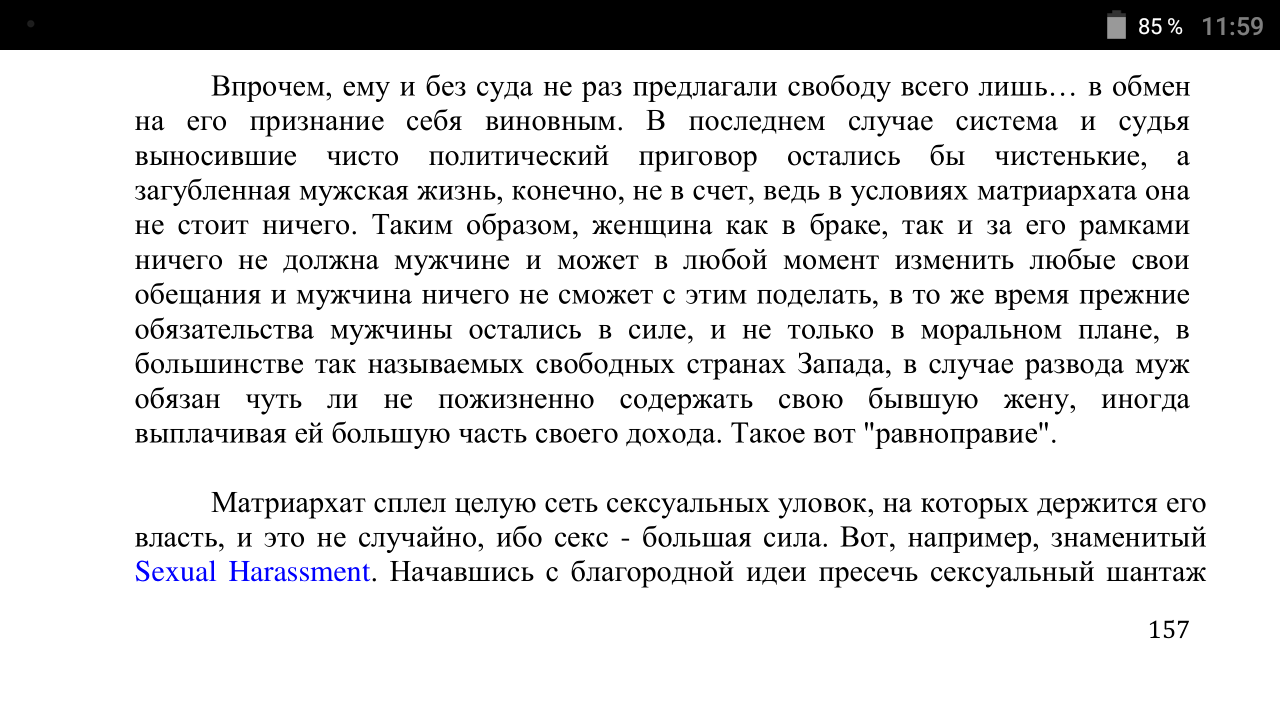 85 % 11:59
Впрочем, ему и без суда не раз предлагали свободу всего лишь… в обмен
на его признание себя виновным. В последнем случае система и судья
выносившие чисто политический приговор остались бы чистенькие, а
загубленная мужская жизнь, конечно, не в счет, ведь в условиях матриархата она
не стоит ничего. Таким образом, женщина как в браке, так и за его рамками
ничего не должна мужчине и может в любой момент изменить любые свои
обещания и мужчина ничего не сможет с этим поделать, в то же время прежние
обязательства мужчины остались в силе, и не только в моральном плане, в
большинстве так называемых свободных странах Запада, в случае развода муж
обязан чуть ли не пожизненно содержать свою бывшую жену, иногда
выплачивая ей большую часть своего дохода. Такое вот "равноправие".
Матриархат сплел целую сеть сексуальных уловок, на которых держится его
власть, и это не случайно, ибо секс - большая сила. Вот, например, знаменитый
Sexual Harassment. Начавшись с благородной идеи пресечь сексуальный шантаж
157